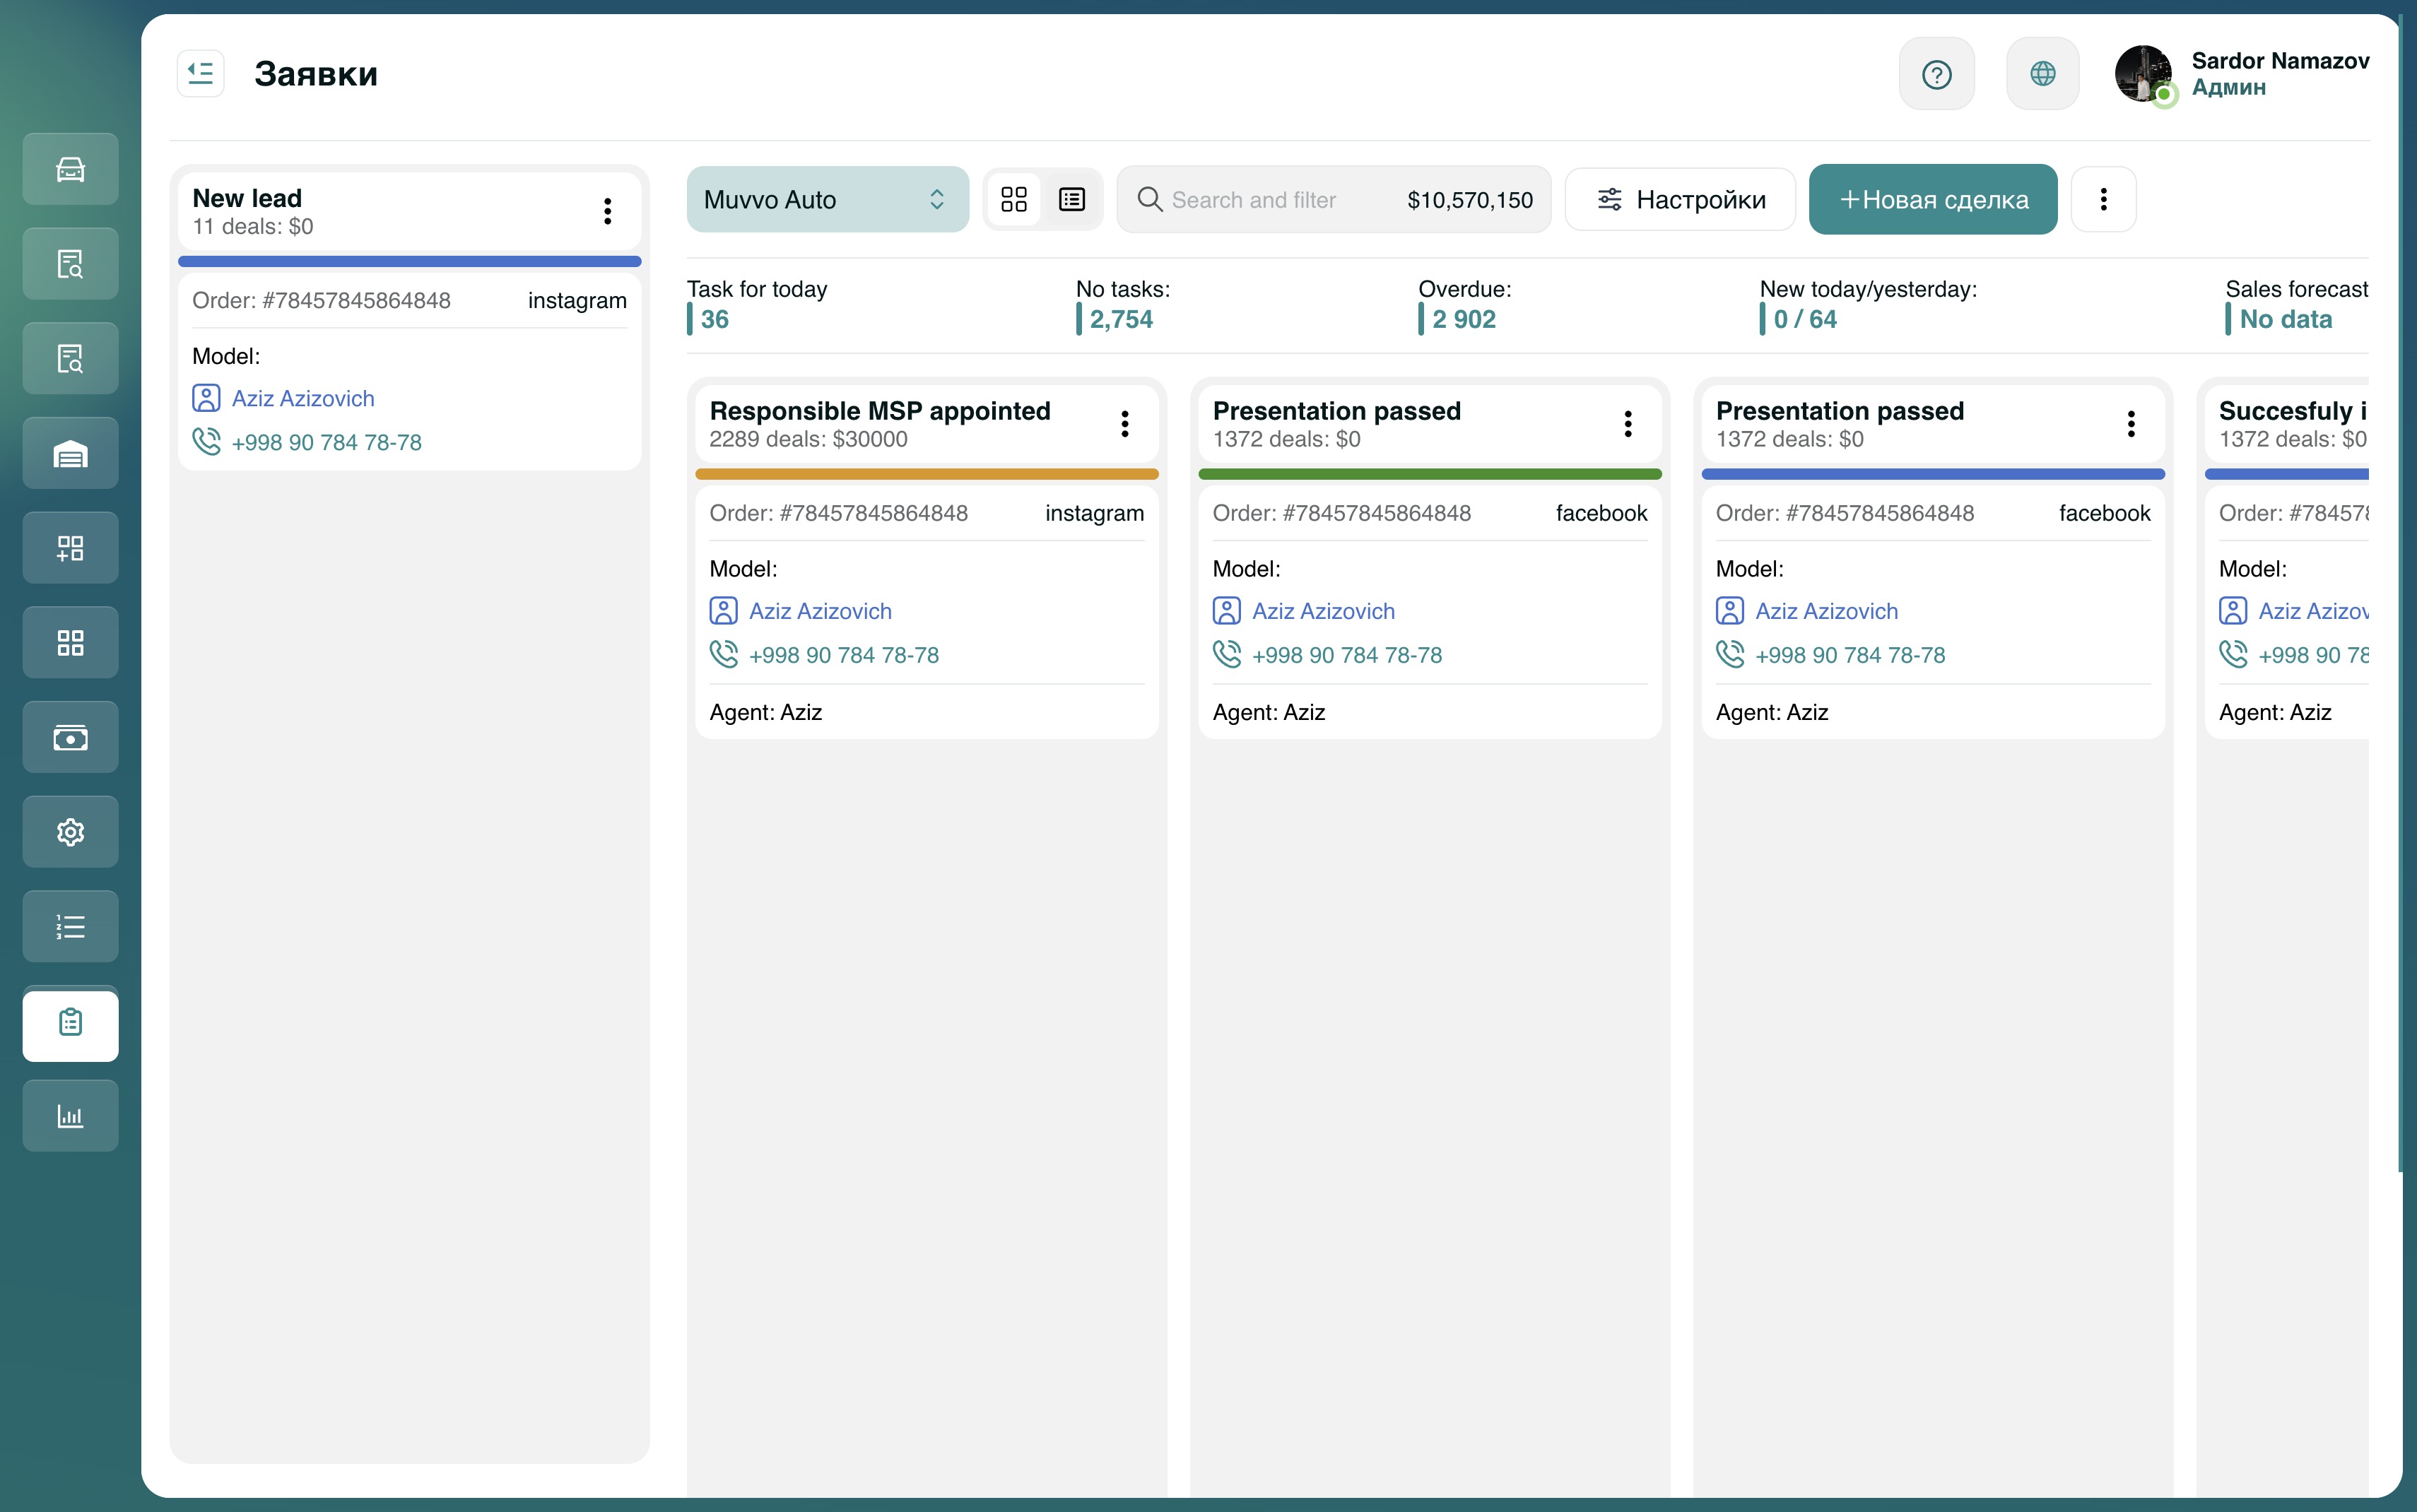 Заявки
Sardor Namazov
Админ
New lead
11 deals: $0
Order: #78457845864848 instagram
Model:
Aziz Azizovich
+998 90 784 78-78
Muvvo Auto
Search and filter $10,570,150
Настройки
+Новая сделка
Task for today
36
No tasks:
2,754
Overdue:
2 902
New today/yesterday:
0 / 64
Sales forecast
No data
Responsible MSP appointed
2289 deals: $30000
Order: #78457845864848 instagram
Model:
Aziz Azizovich
+998 90 784 78-78
Agent: Aziz
Presentation passed
1372 deals: $0
Order: #78457845864848 facebook
Model:
Aziz Azizovich
+998 90 784 78-78
Agent: Aziz
Presentation passed
1372 deals: $0
Order: #78457845864848 facebook
Model:
Aziz Azizovich
+998 90 784 78-78
Agent: Aziz
Succesfuly i
1372 deals: $0
Order: #78457
Model:
Aziz Azizov
+998 90 78
Agent: Aziz